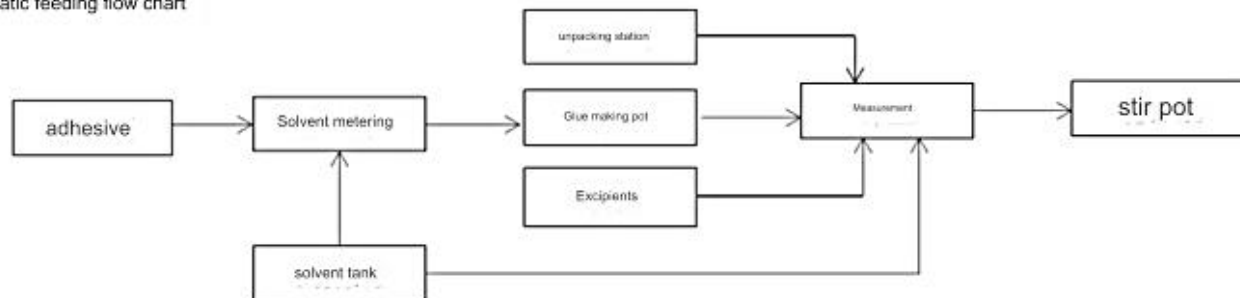 atic feeding flow chart
unpacking station
adhesive
Solvent metering
Glue making pot
Measurement
stir pot
Excipients
solvent tank